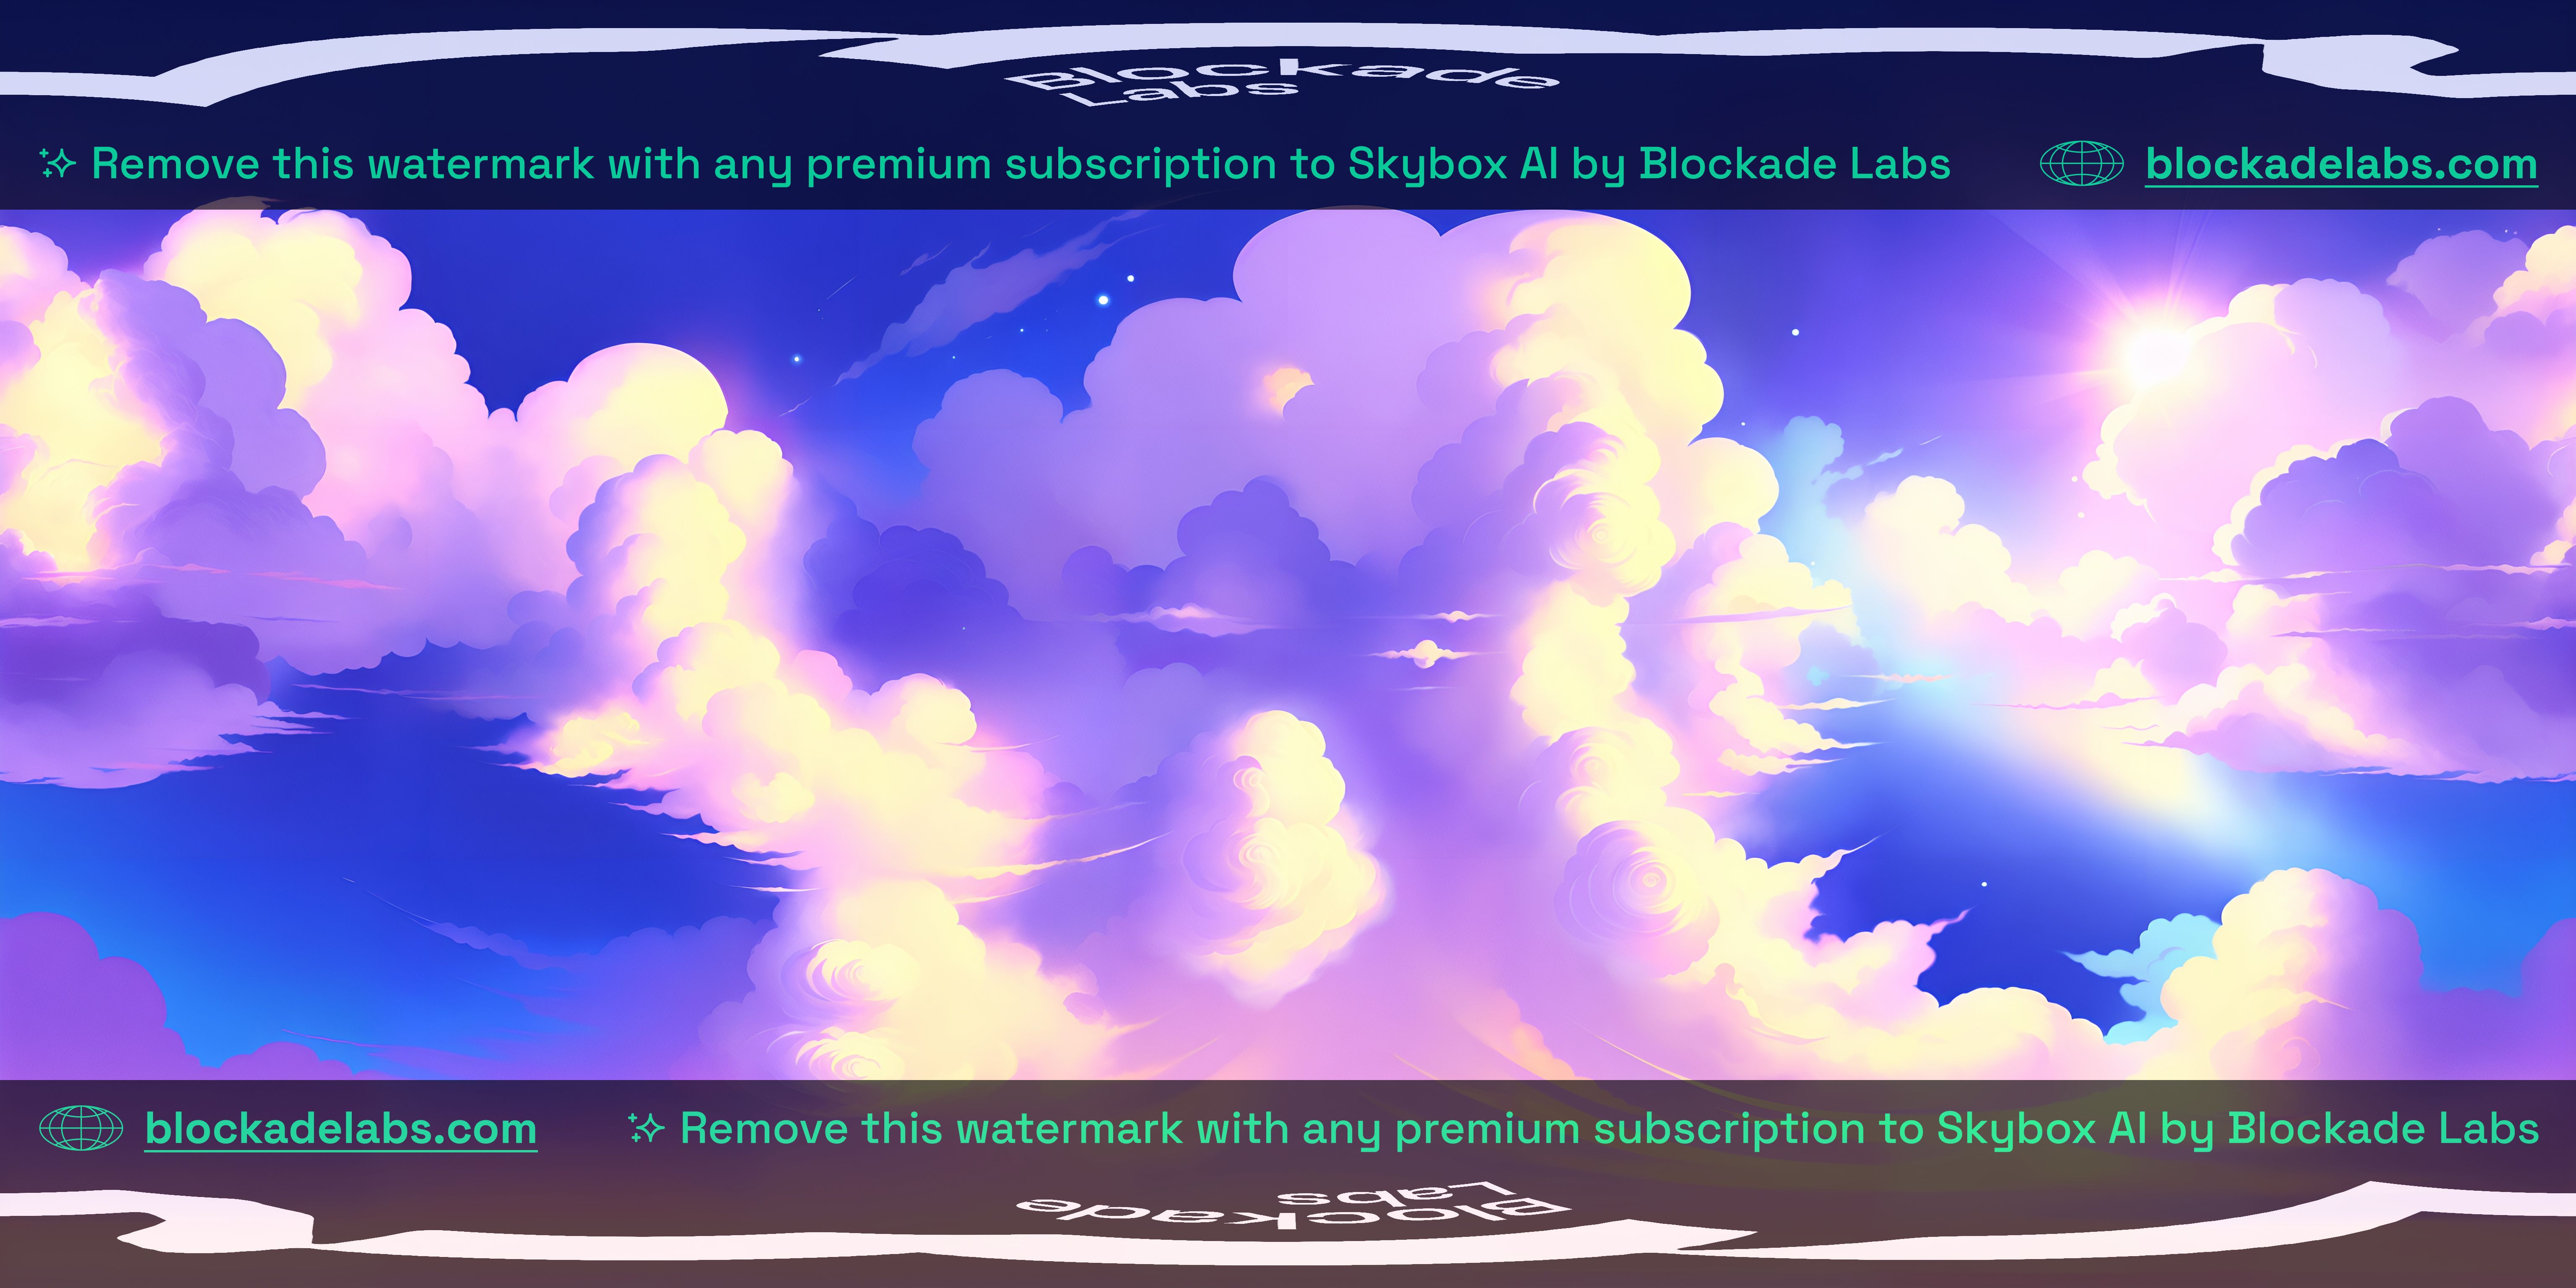 Blockade
Labs
Remove this watermark with any premium subscription to Skybox AI by Blockade Labs
blockadelabs.com
blockadelabs.com
Remove this watermark with any premium subscription to Skybox AI by Blockade Labs
Blockade
Labs